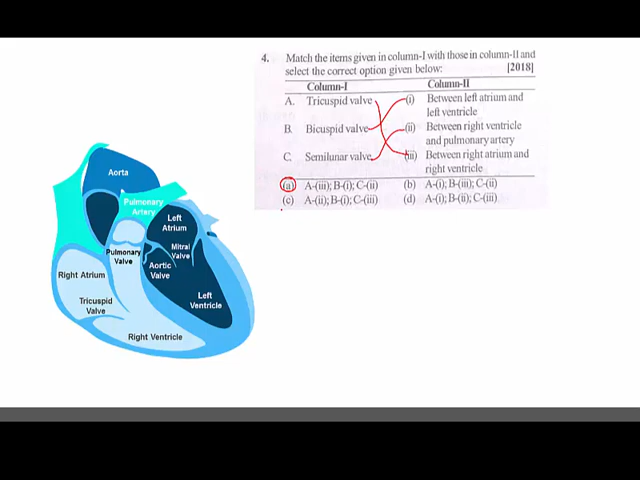 4. Match the items given in column-I with those in column-II and
select the correct option given below: [2018]
Column-I Column-II
A. Tricuspid valve (i) Between left atrium and
left ventricle
B. Bicuspid valve (ii) Between right ventricle
and pulmonary artery
C. Semilunar valve (iii) Between right atrium and
right ventricle
(a) A-(iii); B-(i); C-(ii) (b) A-(i); B-(iii); C-(ii)
(c) A-(ii); B-(i); C-(iii) (d) A-(i); B-(ii); C-(iii)
Aorta
Pulmonary
Artery
Left
Atrium
Mitral
Valve
Pulmonary
Valve
Aortic
Valve
Right Atrium
Left
Ventricle
Tricuspid
Valve
Right Ventricle